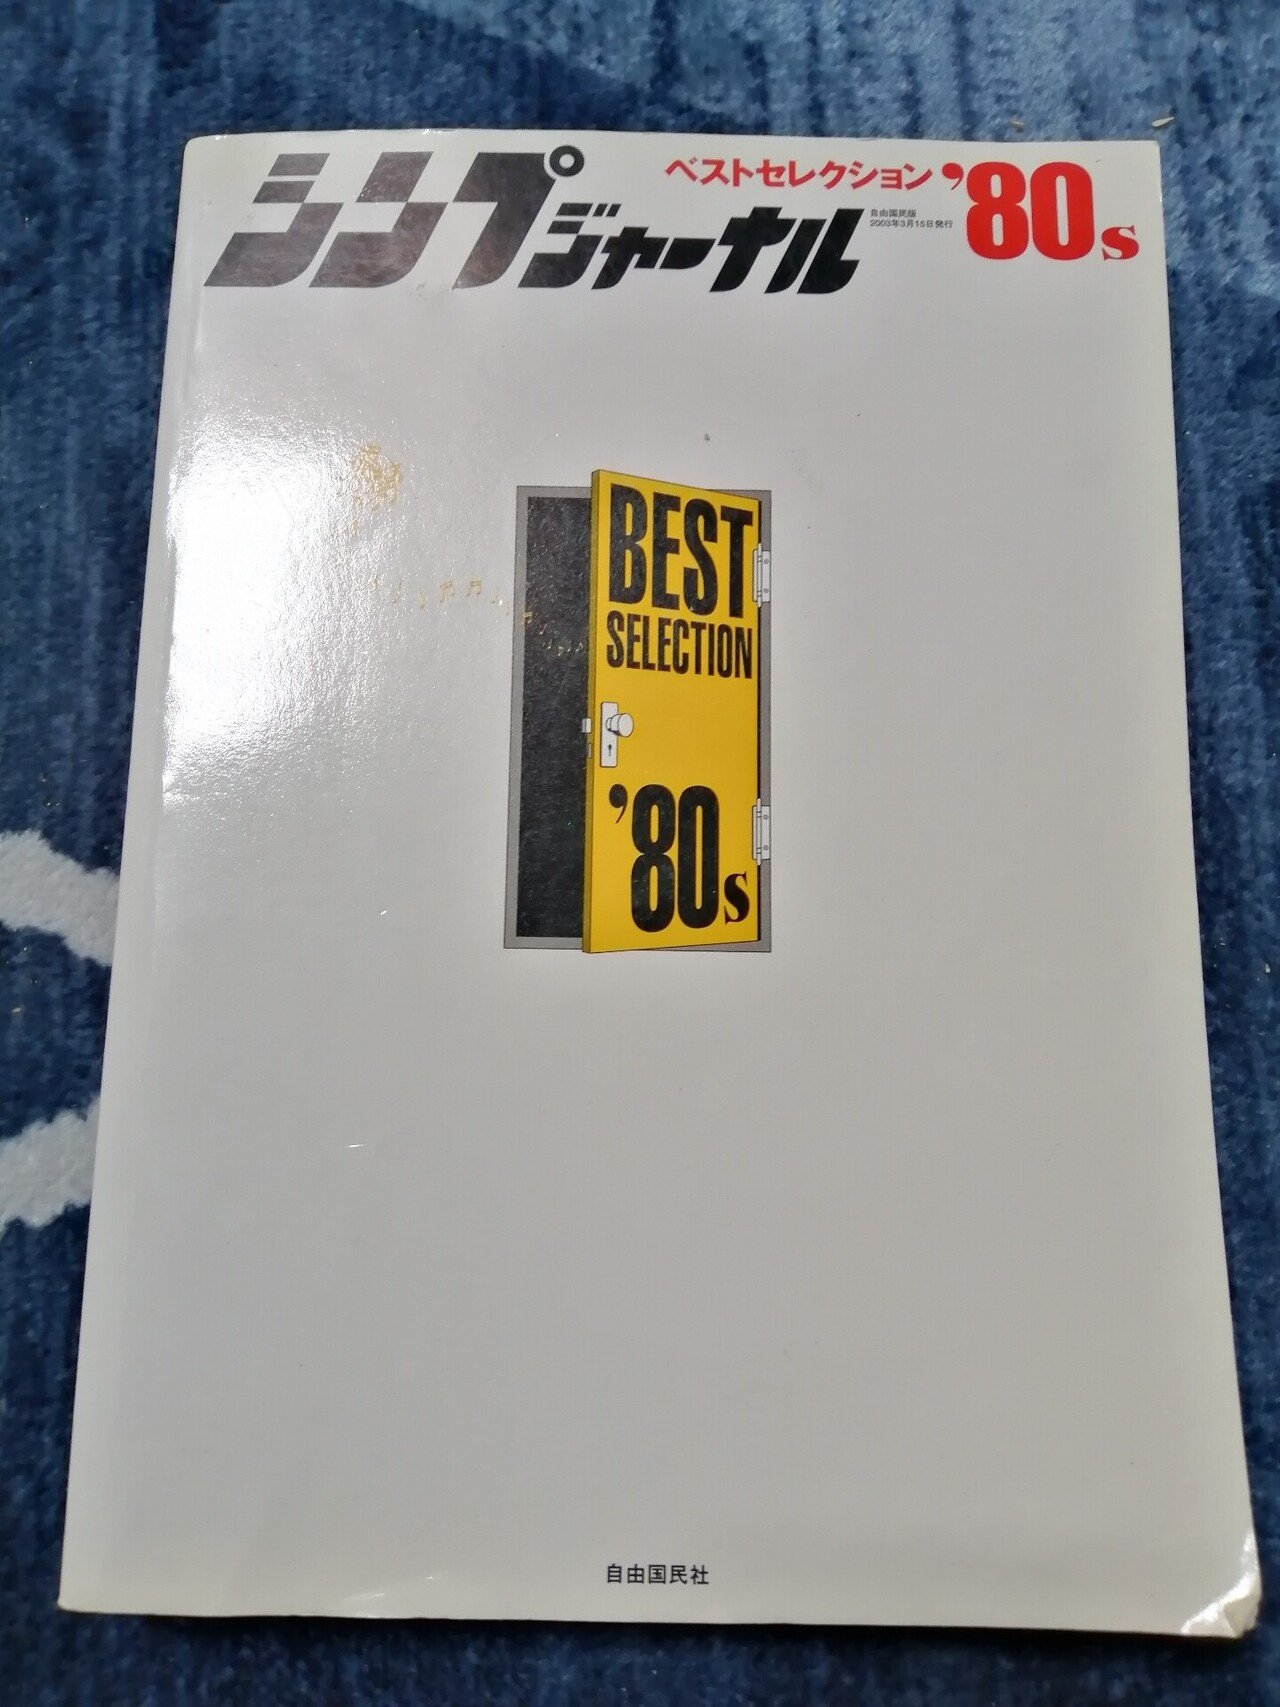 シンプジャーナル
ベストセレクション '80s
自由国民版
2003年3月15日発行
BEST
SELECTION
'80s
自由国民社